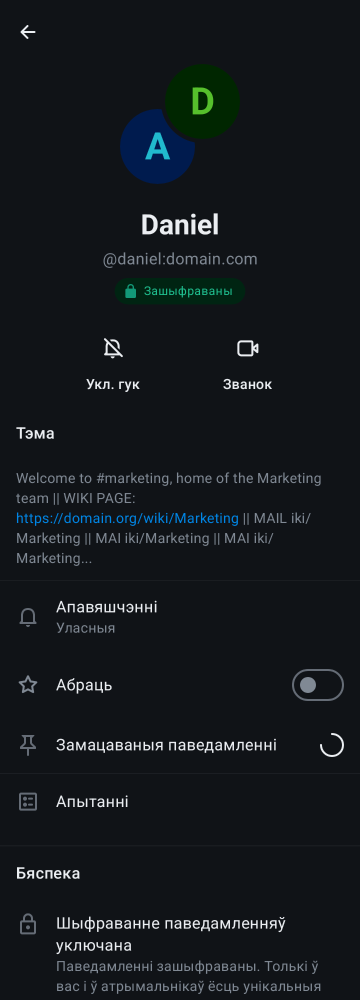 D
A
Daniel
@daniel:domain.com
Зашыфраваны
Укл. гук
Званок
Тэма
Welcome to #marketing, home of the Marketing
team || WIKI PAGE:
https://domain.org/wiki/Marketing || MAIL iki/
Marketing || MAI iki/Marketing || MAI iki/
Marketing...
Апавяшчэнні
Уласныя
Абраць
Замацаваныя паведамленні
Апытанні
Бяспека
Шыфраванне паведамленняў
уключана
Паведамленні зашыфраваны. Толькі ў
вас і ў атрымальнікаў ёсць унікальныя